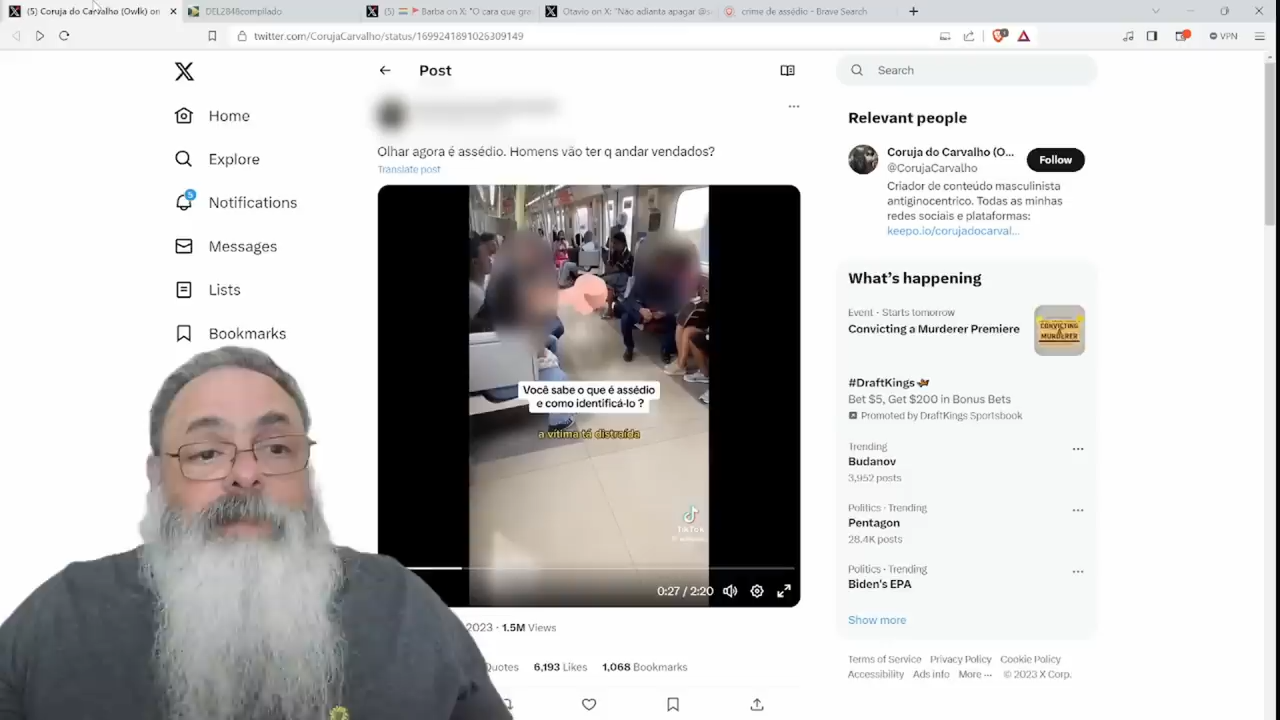 (5) Coruja do Carvalho (Owlk) on
DEL2848compilado
(5) Barba on X: "O cara que gra
Otavio on X: "Não adianta apagar @s
crime de assédio - Brave Search
twitter.com/CorujaCarvalho/status/1699241891026309149
VPN
Post
Search
Home
Explore
5
Notifications
Messages
Lists
Bookmarks
Olhar agora é assédio. Homens vão ter q andar vendados?
Translate post
Você sabe o que é assédio
e como identificá-lo ?
a vítima tá distraída
TikTok
0:27 / 2:20
2023 · 1.5M Views
Quotes 6,193 Likes 1,068 Bookmarks
Relevant people
Coruja do Carvalho (O...
@CorujaCarvalho
Follow
Criador de conteúdo masculinista
antiginocentrico. Todas as minhas
redes sociais e plataformas:
keepo.io/corujadocarval...
What's happening
Event · Starts tomorrow
Convicting a Murderer Premiere
CONVICTING
A
MURDERER
#DraftKings
Bet $5, Get $200 in Bonus Bets
Promoted by DraftKings Sportsbook
Trending
Budanov
3,952 posts
Politics · Trending
Pentagon
28.4K posts
Politics · Trending
Biden's EPA
Show more
Terms of Service Privacy Policy Cookie Policy
Accessibility Ads info More ··· © 2023 X Corp.